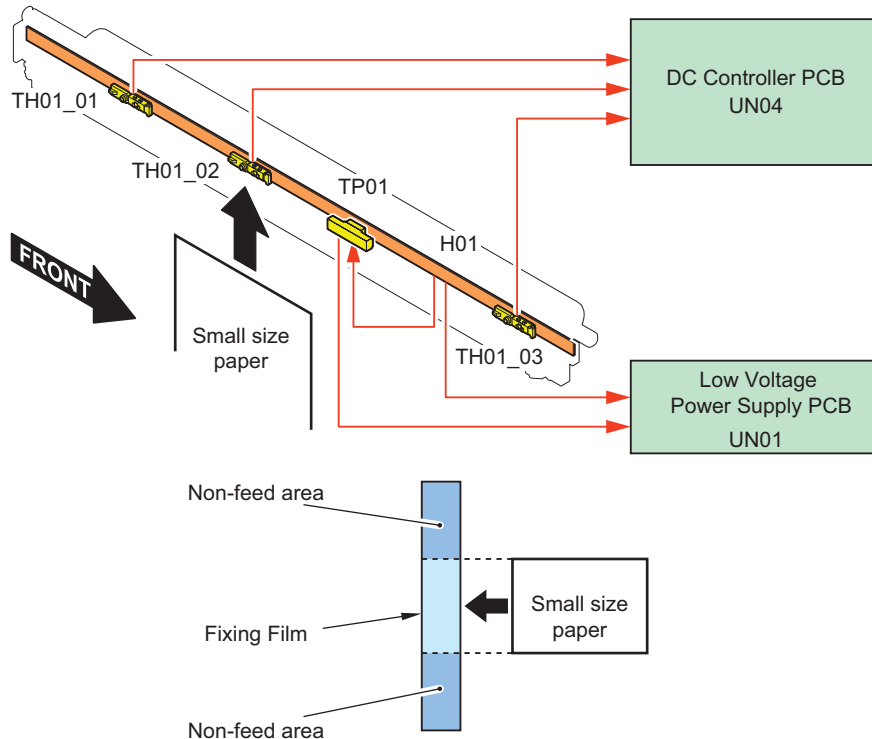 DC Controller PCB
UN04
TH01_01
TH01_02
TP01
H01
FRONT
Small size
paper
TH01_03
Low Voltage
Power Supply PCB
UN01
Non-feed area
Small size
paper
Fixing Film
Non-feed area